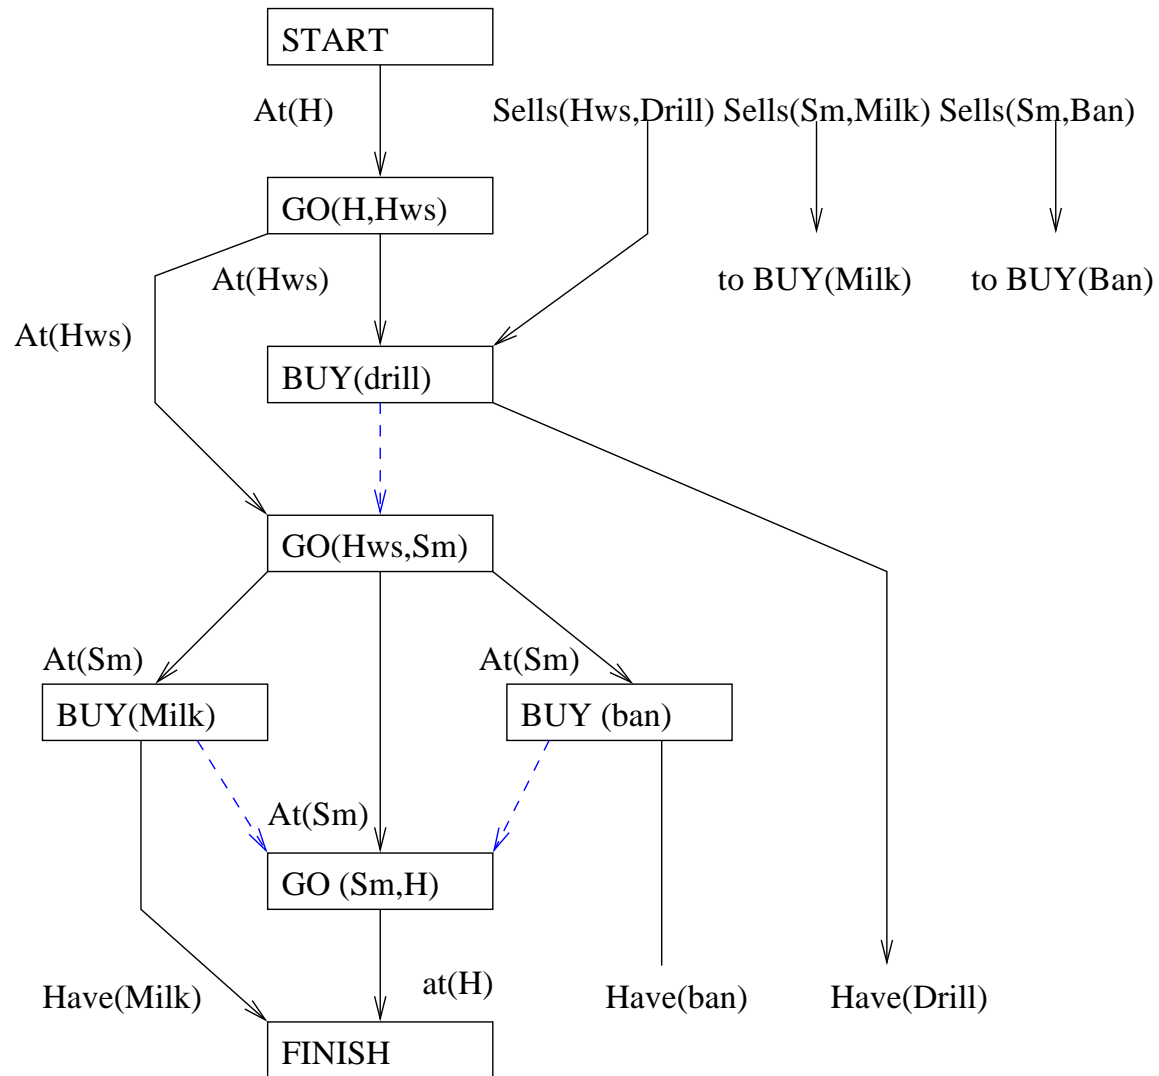 START
At(H)
Sells(Hws,Drill) Sells(Sm,Milk) Sells(Sm,Ban)
GO(H,Hws)
At(Hws)
to BUY(Milk)
to BUY(Ban)
At(Hws)
BUY(drill)
GO(Hws,Sm)
At(Sm)
At(Sm)
BUY(Milk)
BUY (ban)
At(Sm)
GO (Sm,H)
Have(Milk)
at(H)
Have(ban)
Have(Drill)
FINISH